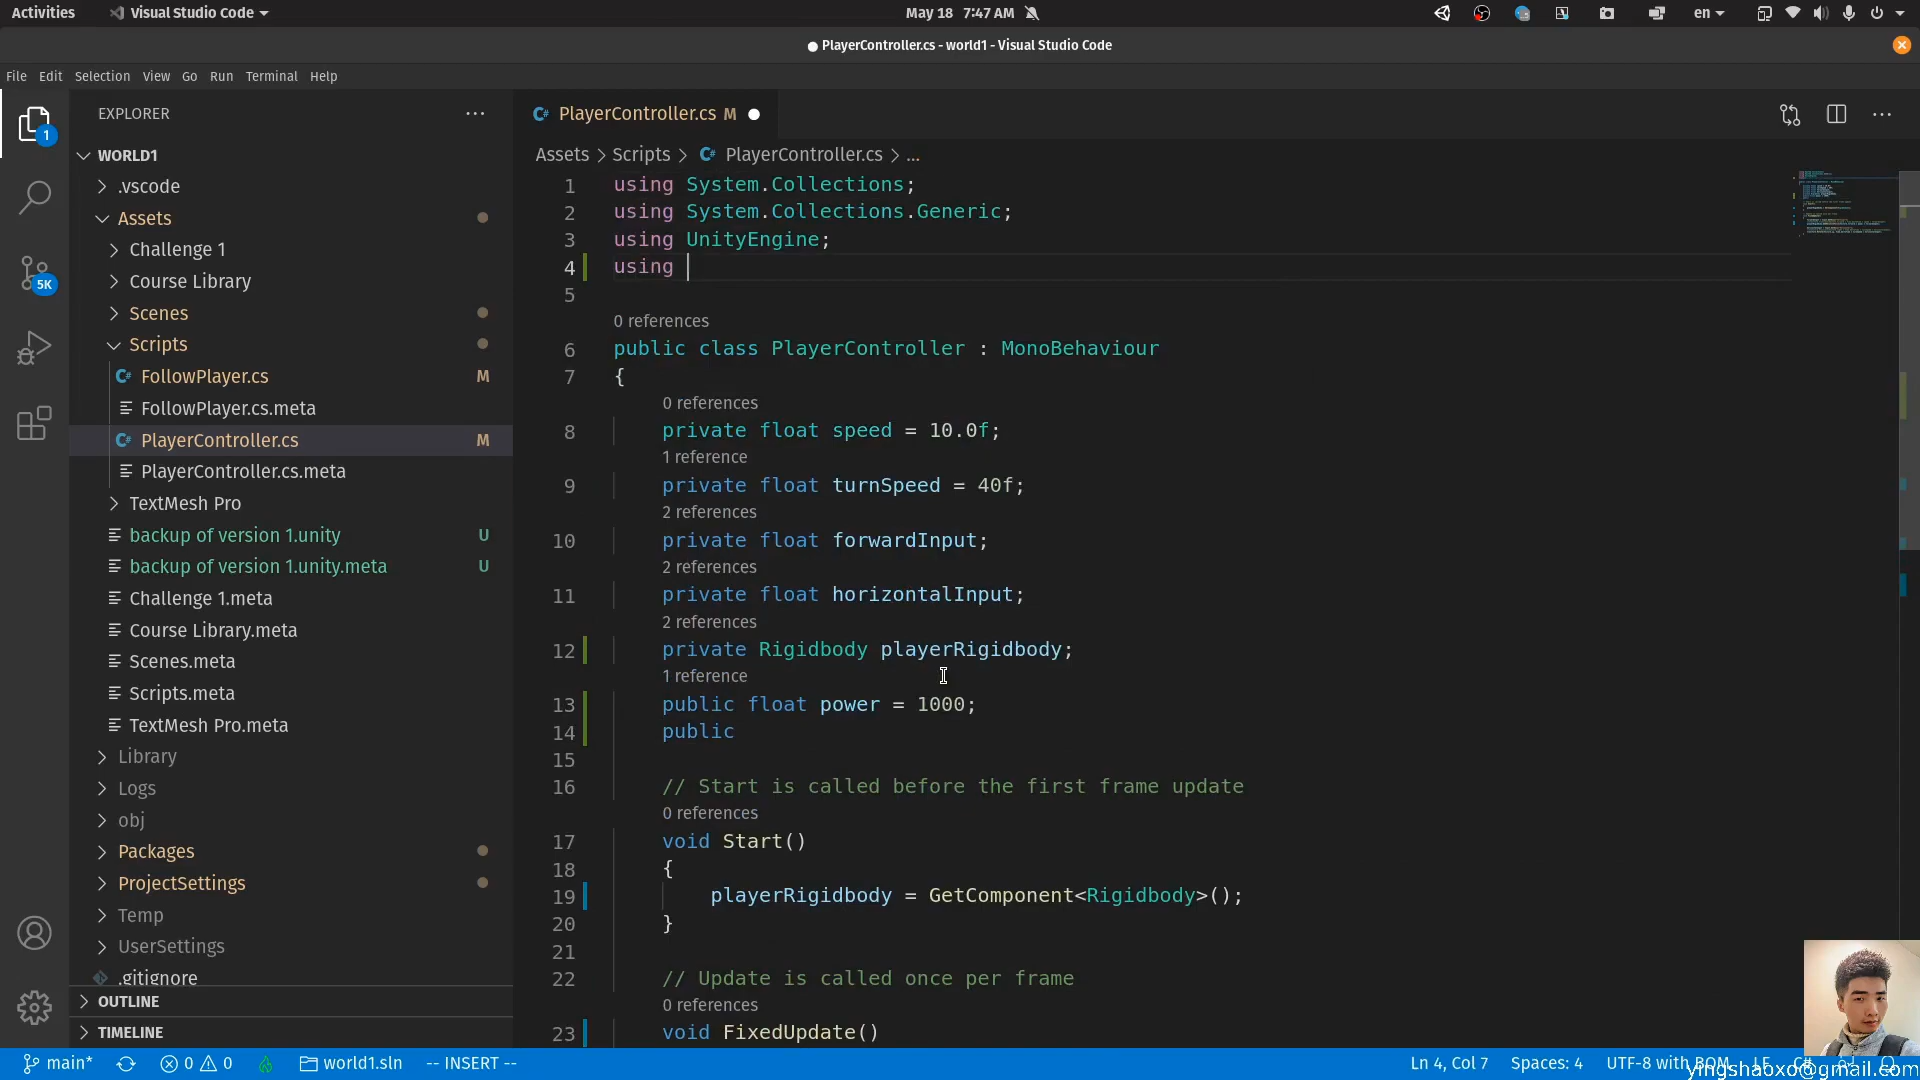 Activities
Visual Studio Code
May 18 7:47 AM
en
PlayerController.cs - world1 - Visual Studio Code
File Edit Selection View Go Run Terminal Help
EXPLORER
1
5K
WORLD1
.vscode
Assets
Challenge 1
Course Library
Scenes
Scripts
FollowPlayer.cs M
FollowPlayer.cs.meta
PlayerController.cs M
PlayerController.cs.meta
TextMesh Pro
backup of version 1.unity U
backup of version 1.unity.meta U
Challenge 1.meta
Course Library.meta
Scenes.meta
Scripts.meta
TextMesh Pro.meta
Library
Logs
obj
Packages
ProjectSettings
Temp
UserSettings
.gitignore
OUTLINE
TIMELINE
C# PlayerController.cs M
Assets > Scripts > C# PlayerController.cs > ...
1 using System.Collections;
2 using System.Collections.Generic;
3 using UnityEngine;
4 using
5
0 references
6 public class PlayerController : MonoBehaviour
7 {
0 references
8 private float speed = 10.0f;
1 reference
9 private float turnSpeed = 40f;
2 references
10 private float forwardInput;
2 references
11 private float horizontalInput;
2 references
12 private Rigidbody playerRigidbody;
1 reference
13 public float power = 1000;
14 public
15
16 // Start is called before the first frame update
0 references
17 void Start()
18 {
19 playerRigidbody = GetComponent<Rigidbody>();
20 }
21
22 // Update is called once per frame
0 references
23 void FixedUpdate()
main* 0 0 world1.sln -- INSERT -- Ln 4, Col 7 Spaces: 4 UTF-8 with BOM LF C#
yingshaoxo@gmail.com